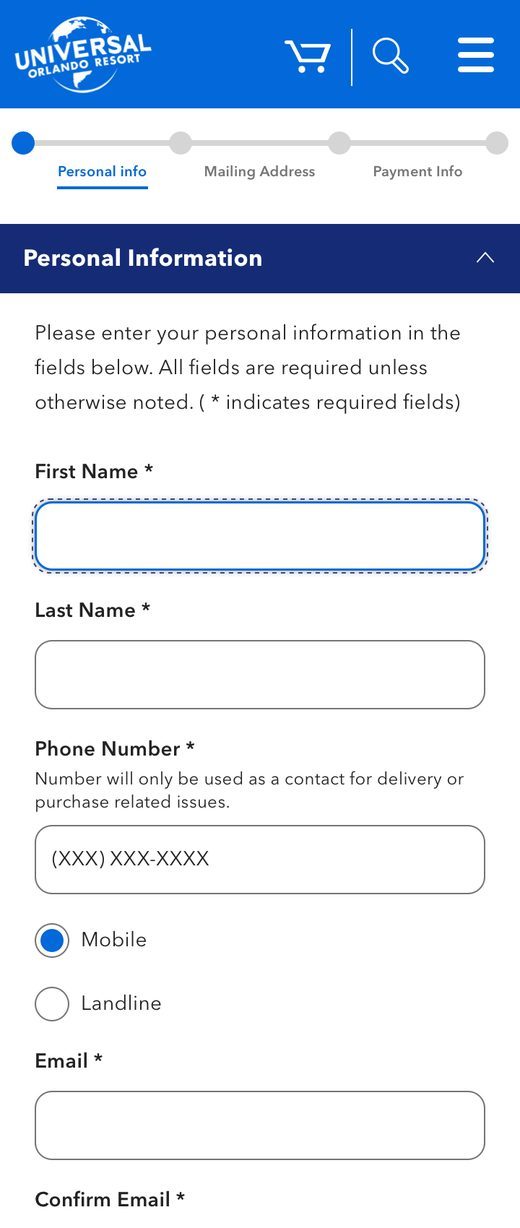 UNIVERSAL
ORLANDO RESORT
Personal info
Mailing Address
Payment Info
Personal Information
Please enter your personal information in the
fields below. All fields are required unless
otherwise noted. ( * indicates required fields)
First Name *
Last Name *
Phone Number *
Number will only be used as a contact for delivery or
purchase related issues.
(XXX) XXX-XXXX
Mobile
Landline
Email *
Confirm Email *